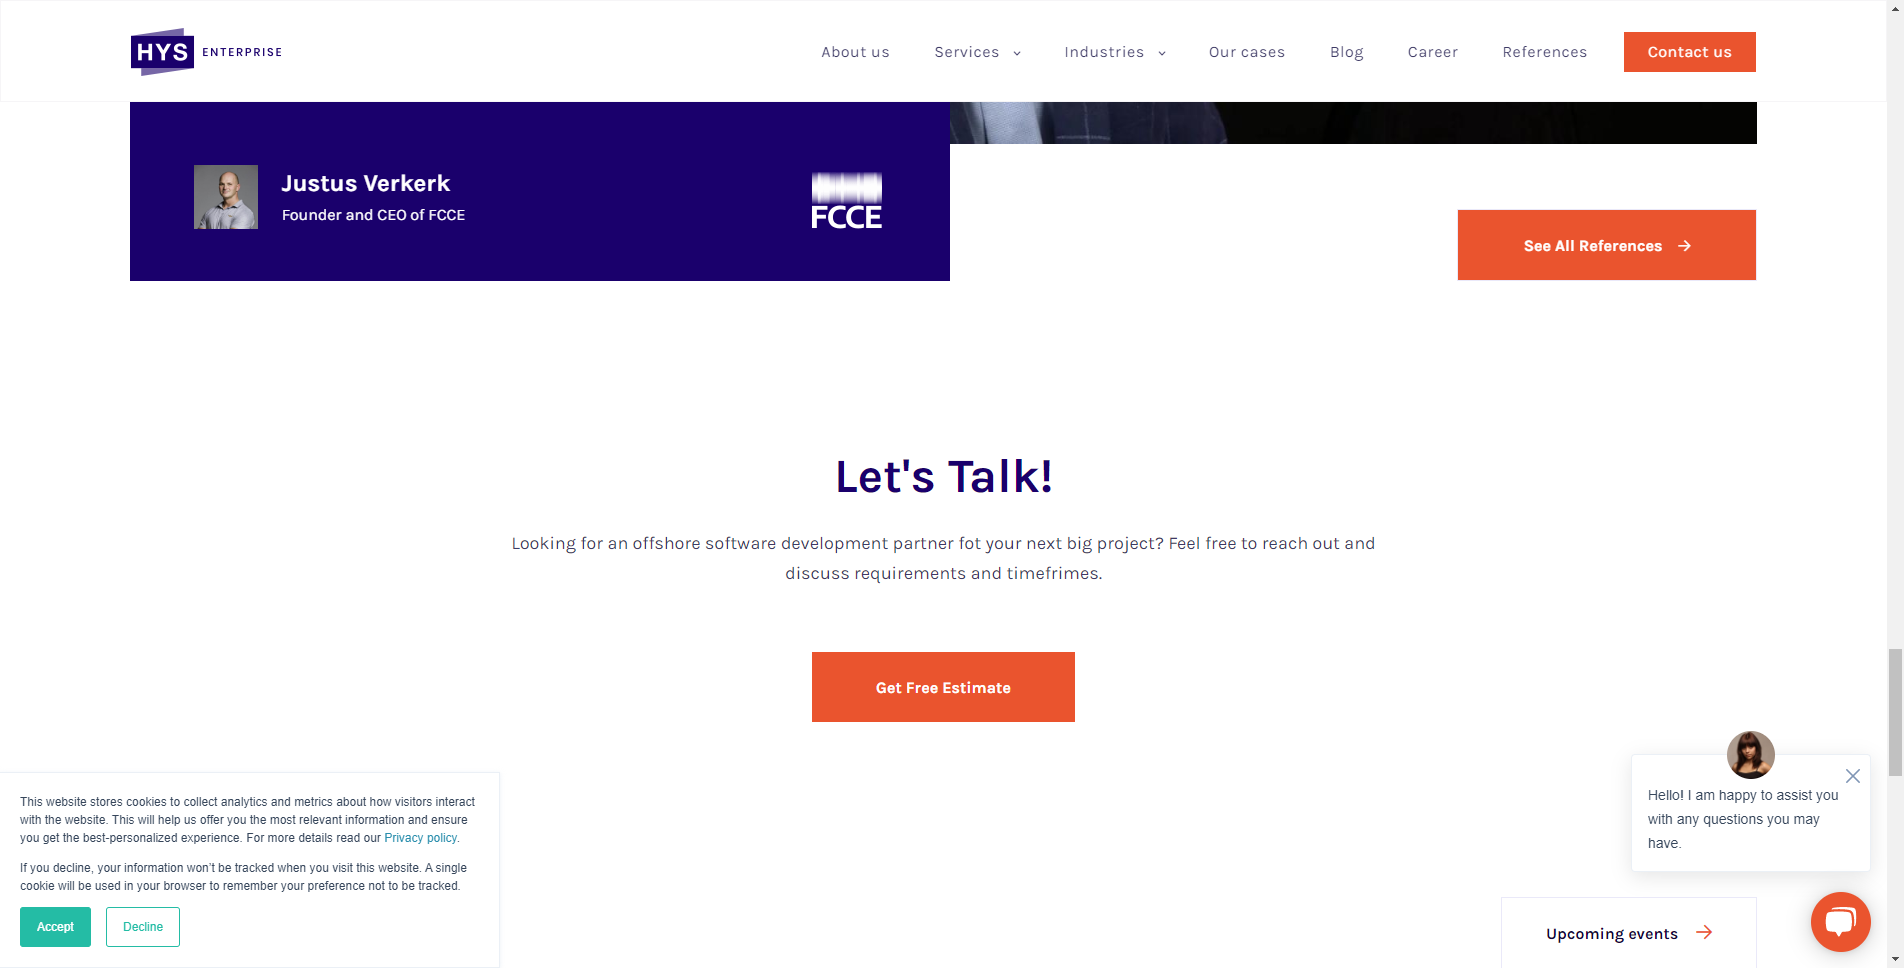 HYS ENTERPRISE
About us
Services
Industries
Our cases
Blog
Career
References
Contact us
Justus Verkerk
Founder and CEO of FCCE
FCCE
See All References
Let's Talk!
Looking for an offshore software development partner fot your next big project? Feel free to reach out and
discuss requirements and timefrimes.
Get Free Estimate
Hello! I am happy to assist you
with any questions you may
have.
This website stores cookies to collect analytics and metrics about how visitors interact
with the website. This will help us offer you the most relevant information and ensure
you get the best-personalized experience. For more details read our Privacy policy.
If you decline, your information won't be tracked when you visit this website. A single
cookie will be used in your browser to remember your preference not to be tracked.
Accept
Decline
Upcoming events